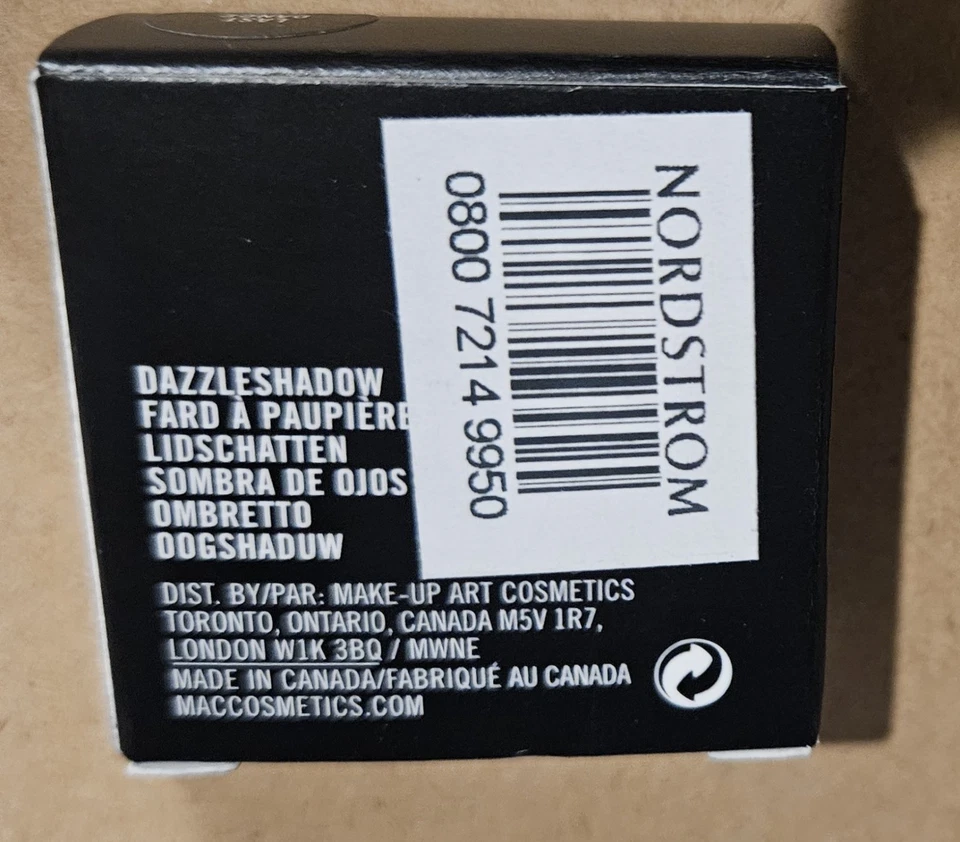 NORDSTROM
0800 7214 9950
DAZZLESHADOW
FARD À PAUPIÈRE
LIDSCHATTEN
SOMBRA DE OJOS
OMBRETTO
OOGSHADUW
DIST. BY/PAR: MAKE-UP ART COSMETICS
TORONTO, ONTARIO, CANADA M5V 1R7,
LONDON W1K 3BQ / MWNE
MADE IN CANADA/FABRIQUÉ AU CANADA
MACCOSMETICS.COM